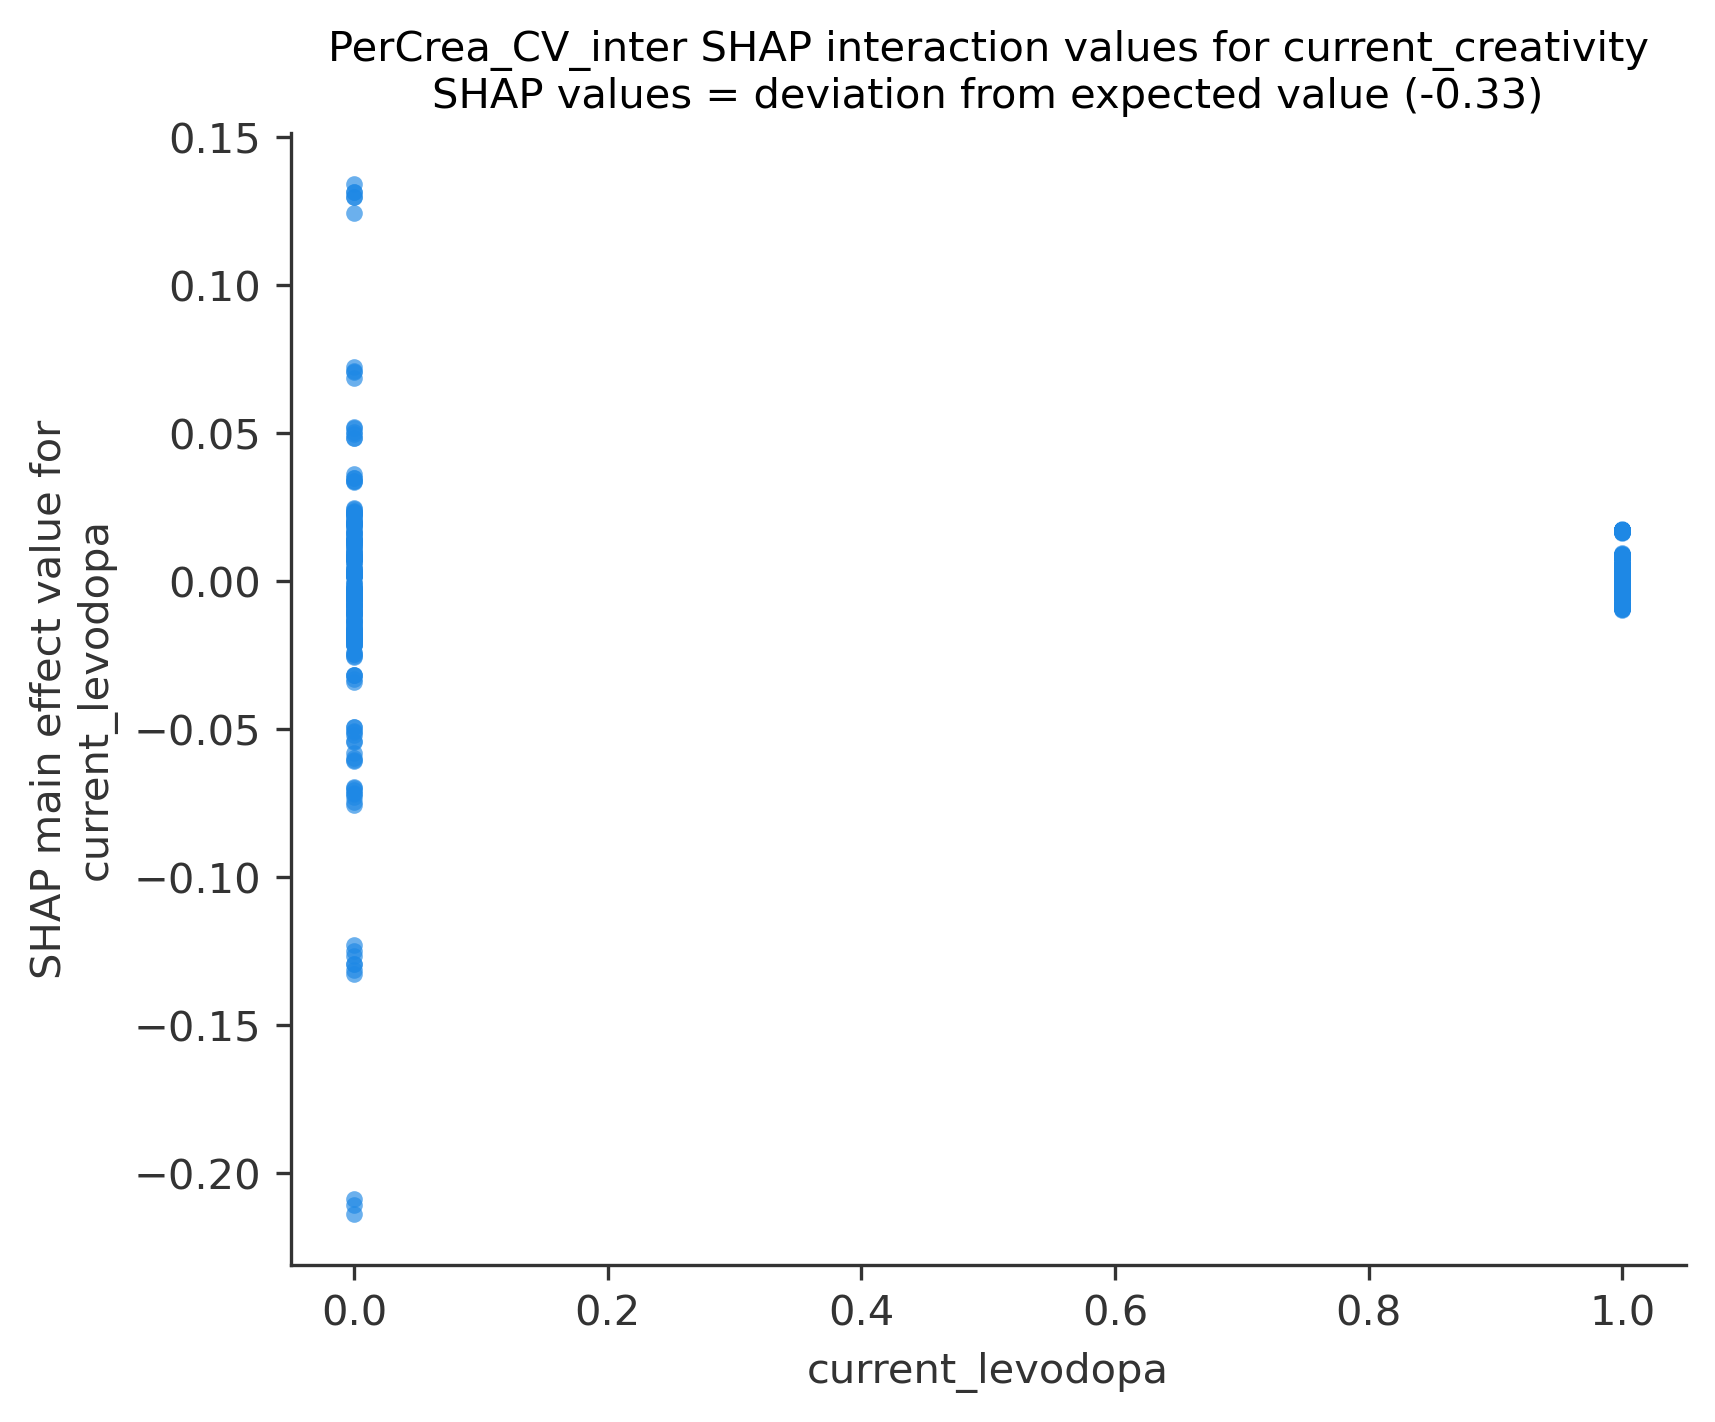 PerCrea_CV_inter SHAP interaction values for current_creativity
SHAP values = deviation from expected value (-0.33)
0.15
0.10
0.05
0.00
−0.05
−0.10
−0.15
−0.20
SHAP main effect value for
current_levodopa
0.0
0.2
0.4
0.6
0.8
1.0
current_levodopa